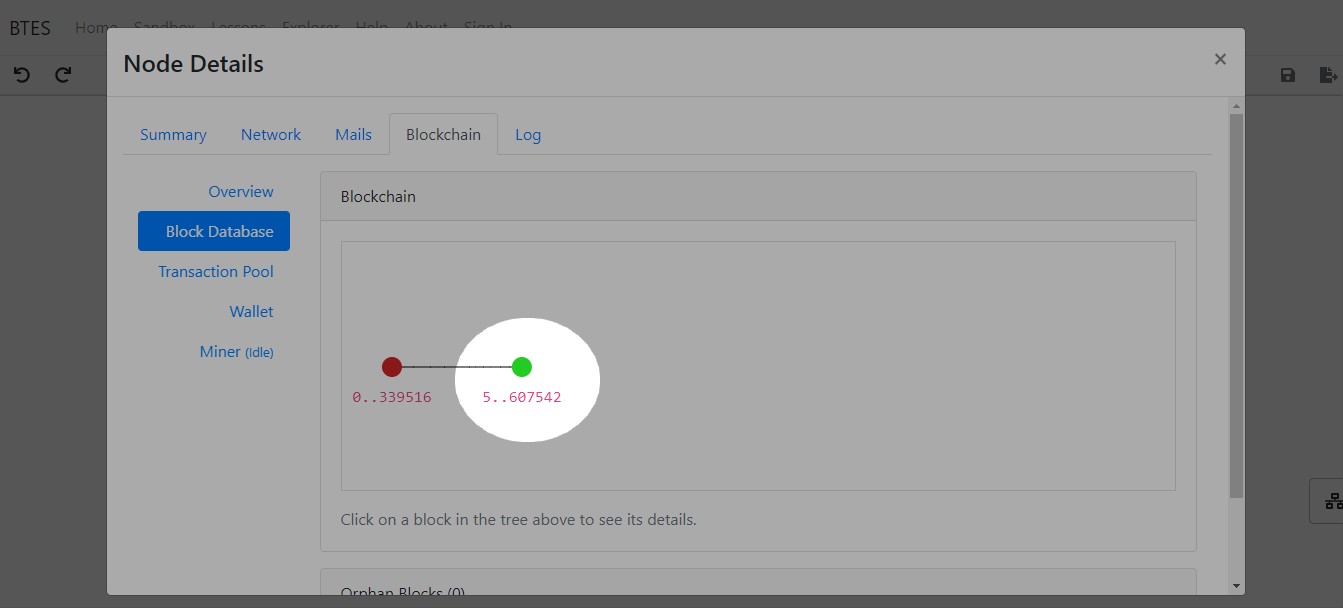 BTES Home Sandbox Lessons Explorer Help About Sign In
Node Details ×
Summary Network Mails Blockchain Log
Overview
Block Database
Transaction Pool
Wallet
Miner (Idle)
Blockchain
0..339516 5..607542
Click on a block in the tree above to see its details.
Orphan Blocks (0)